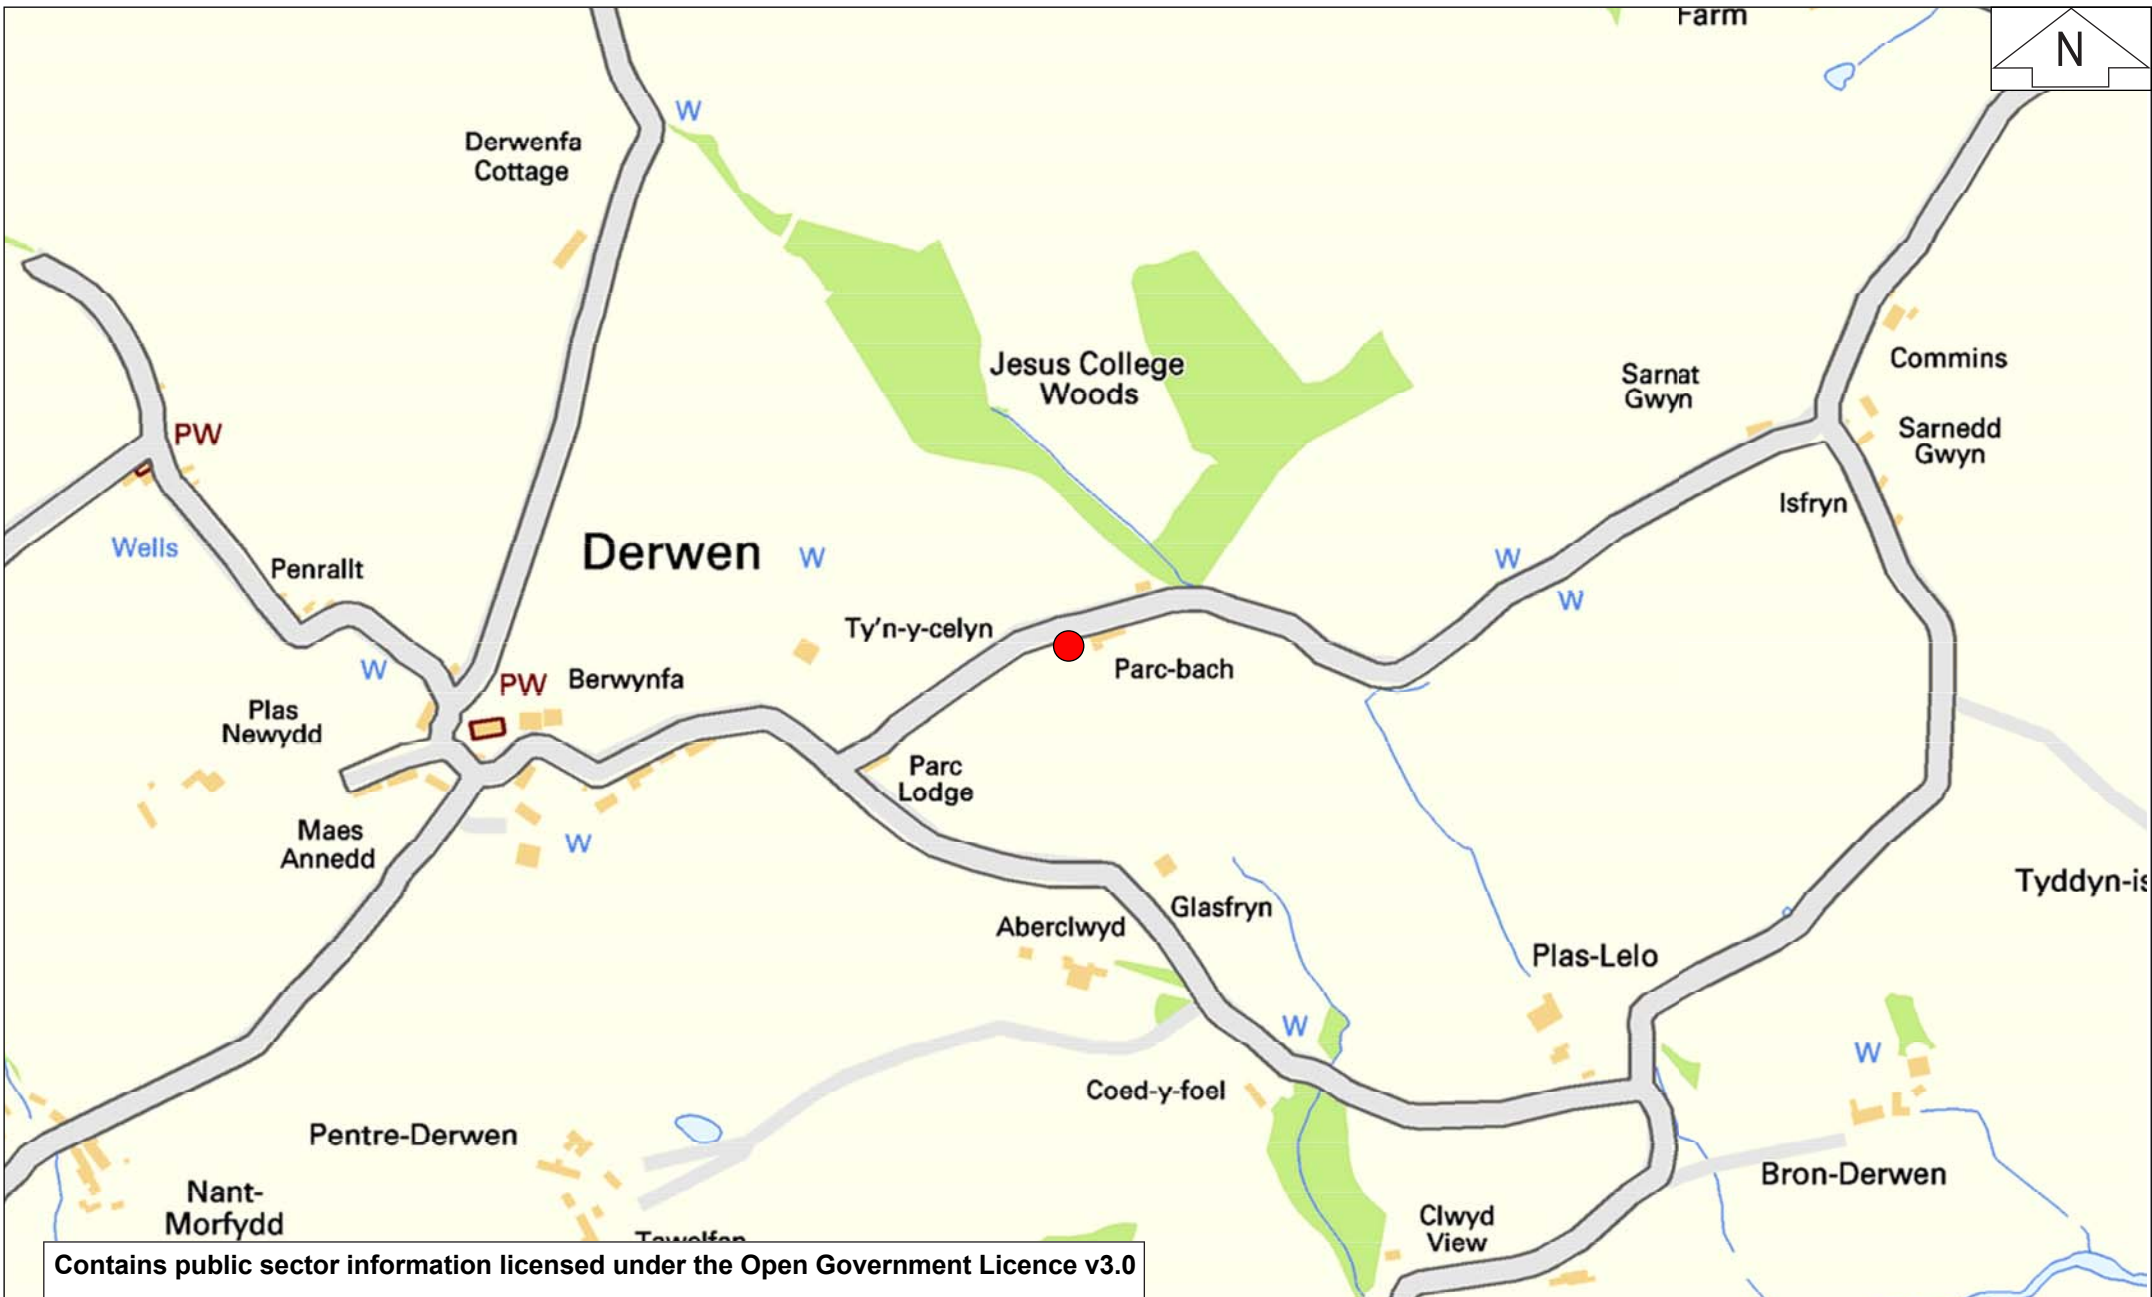 Farm
N
W
Derwenfa
Cottage
Jesus College
Woods
Sarnat
Gwyn
Commins
Sarnedd
Gwyn
Isfryn
PW
Wells
Penrallt
Derwen
W
W
W
Ty'n-y-celyn
Parc-bach
W
PW
Berwynfa
Plas
Newydd
Parc
Lodge
Maes
Annedd
W
Glasfryn
Aberclwyd
Tyddyn-is
Plas-Lelo
W
W
Coed-y-foel
Pentre-Derwen
Bron-Derwen
Nant-
Morfydd
Clwyd
View
Contains public sector information licensed under the Open Government Licence v3.0